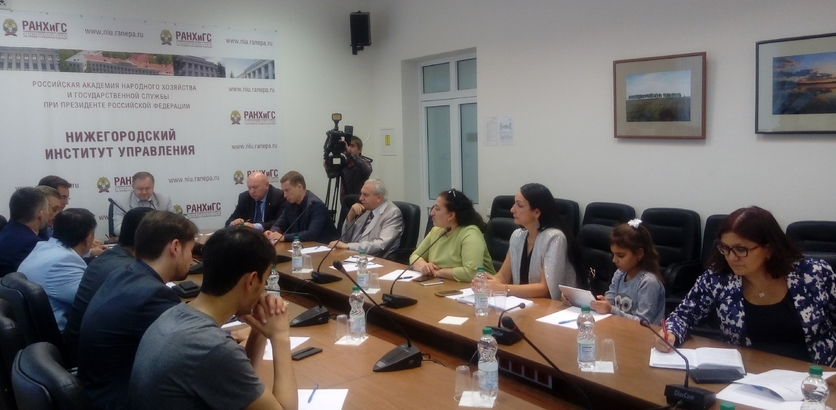 РАНХиГС
www.niu.ranepa.ru
РАНХиГС
www.niu.ranepa.ru
РОССИЙСКАЯ АКАДЕМИЯ НАРОДНОГО ХОЗЯЙСТВА
И ГОСУДАРСТВЕННОЙ СЛУЖБЫ
ПРИ ПРЕЗИДЕНТЕ РОССИЙСКОЙ ФЕДЕРАЦИИ
www.niu.ranepa.ru
РАНХиГС
НИЖЕГОРОДСКИЙ
ИНСТИТУТ УПРАВЛЕНИЯ
www.niu.ranepa.ru
РАНХиГС
www.niu.ranepa.ru
РАНХиГС
РАНХиГС